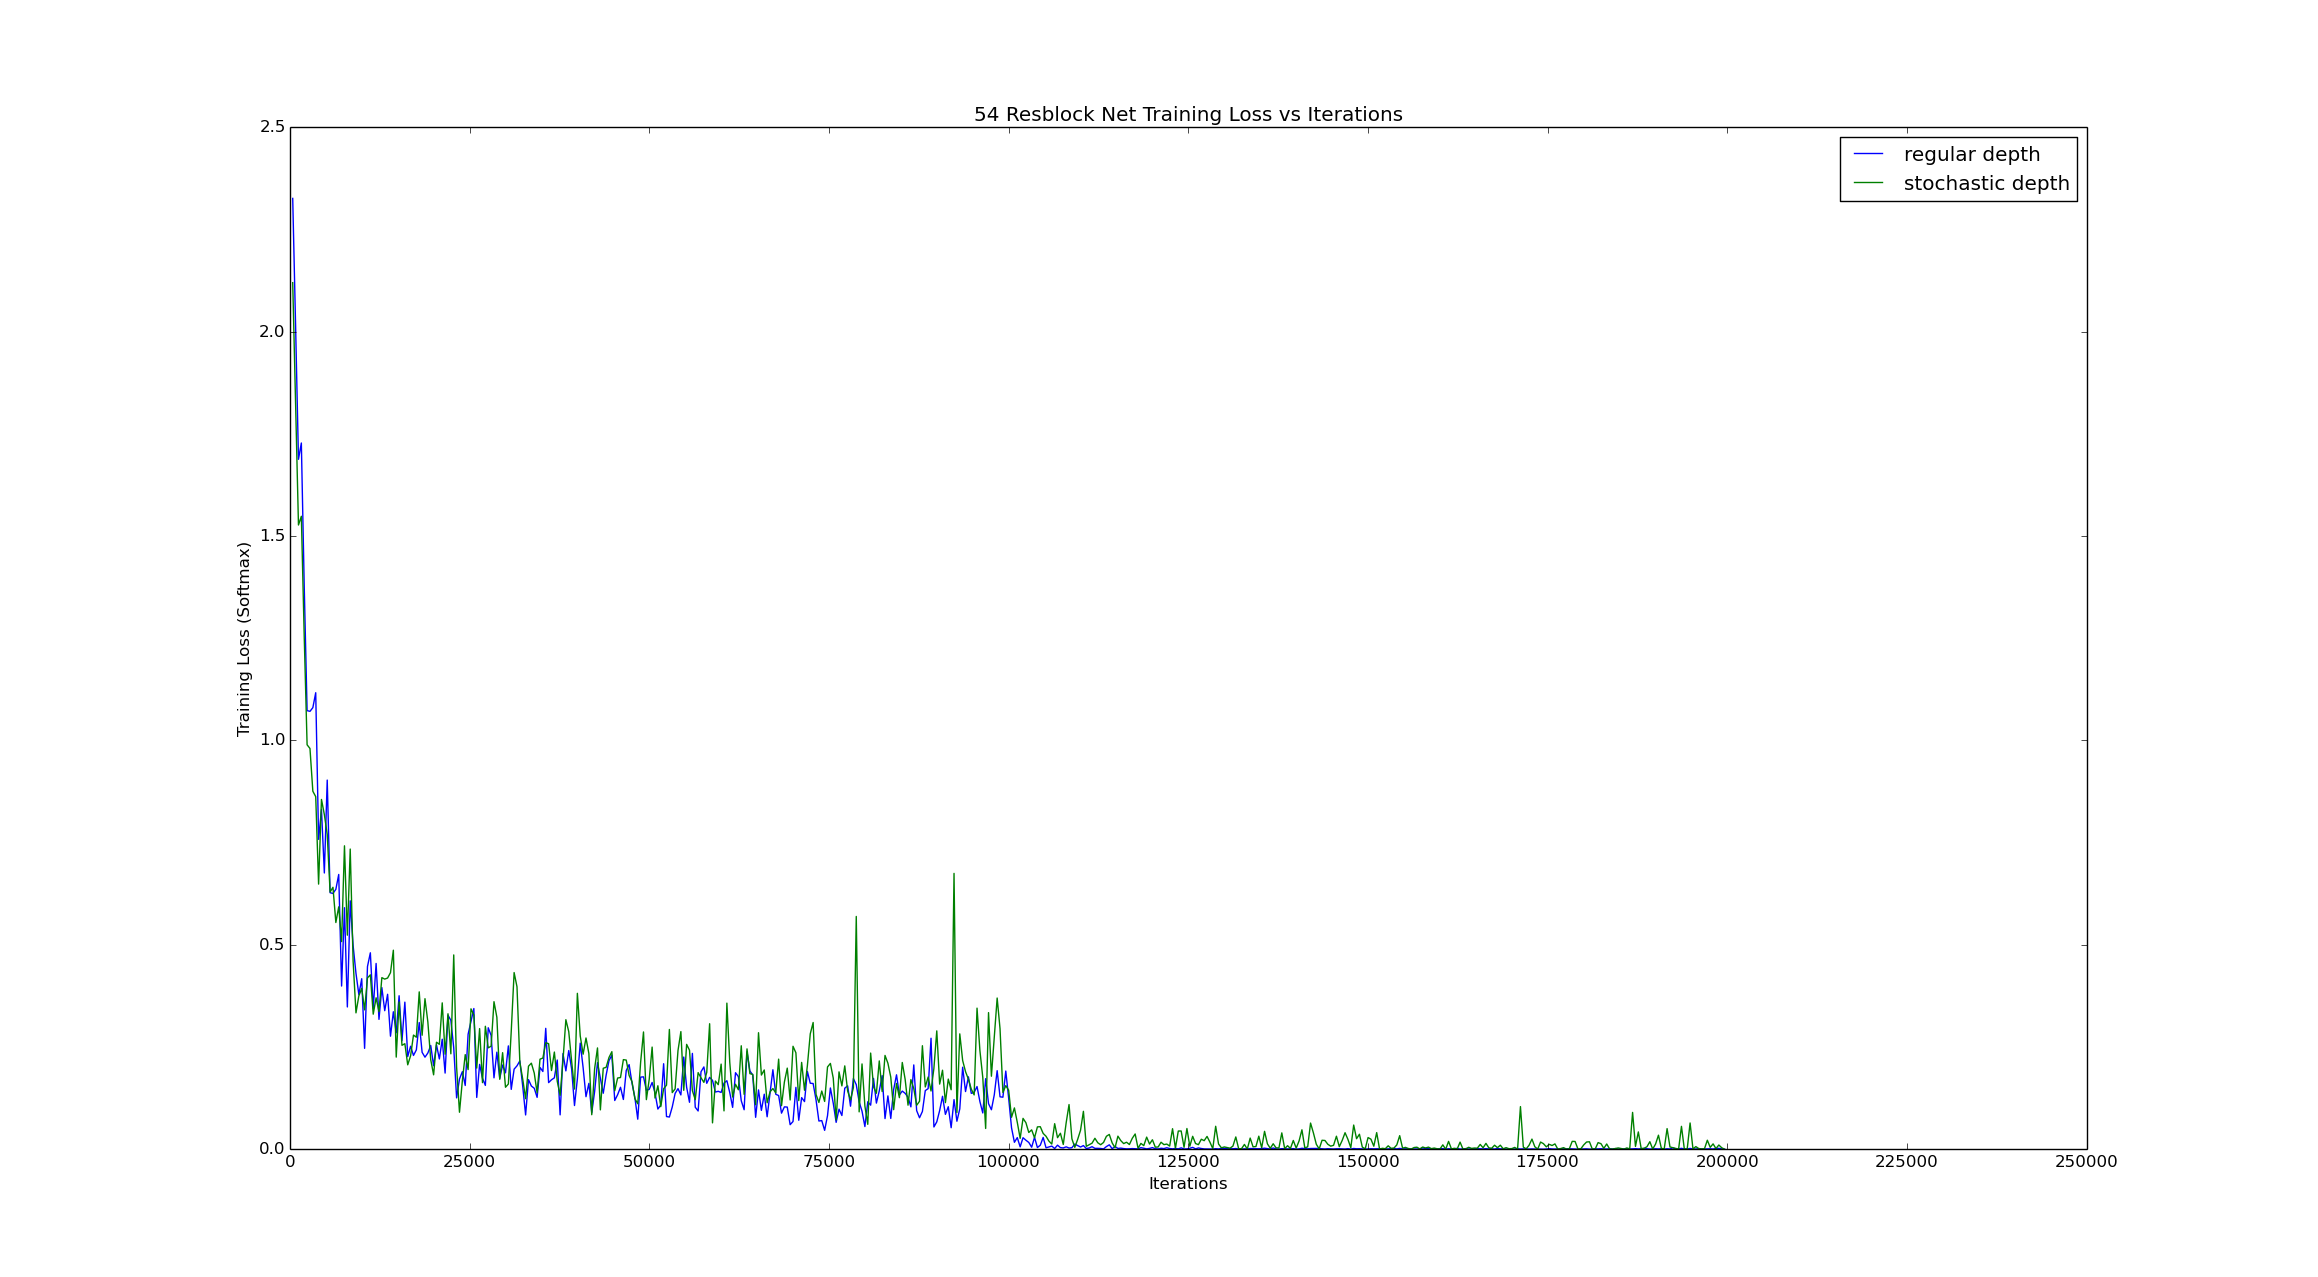 54 Resblock Net Training Loss vs Iterations
2.5
2.0
1.5
1.0
0.5
0.0
Training Loss (Softmax)
regular depth
stochastic depth
0 25000 50000 75000 100000 125000 150000 175000 200000 225000 250000
Iterations